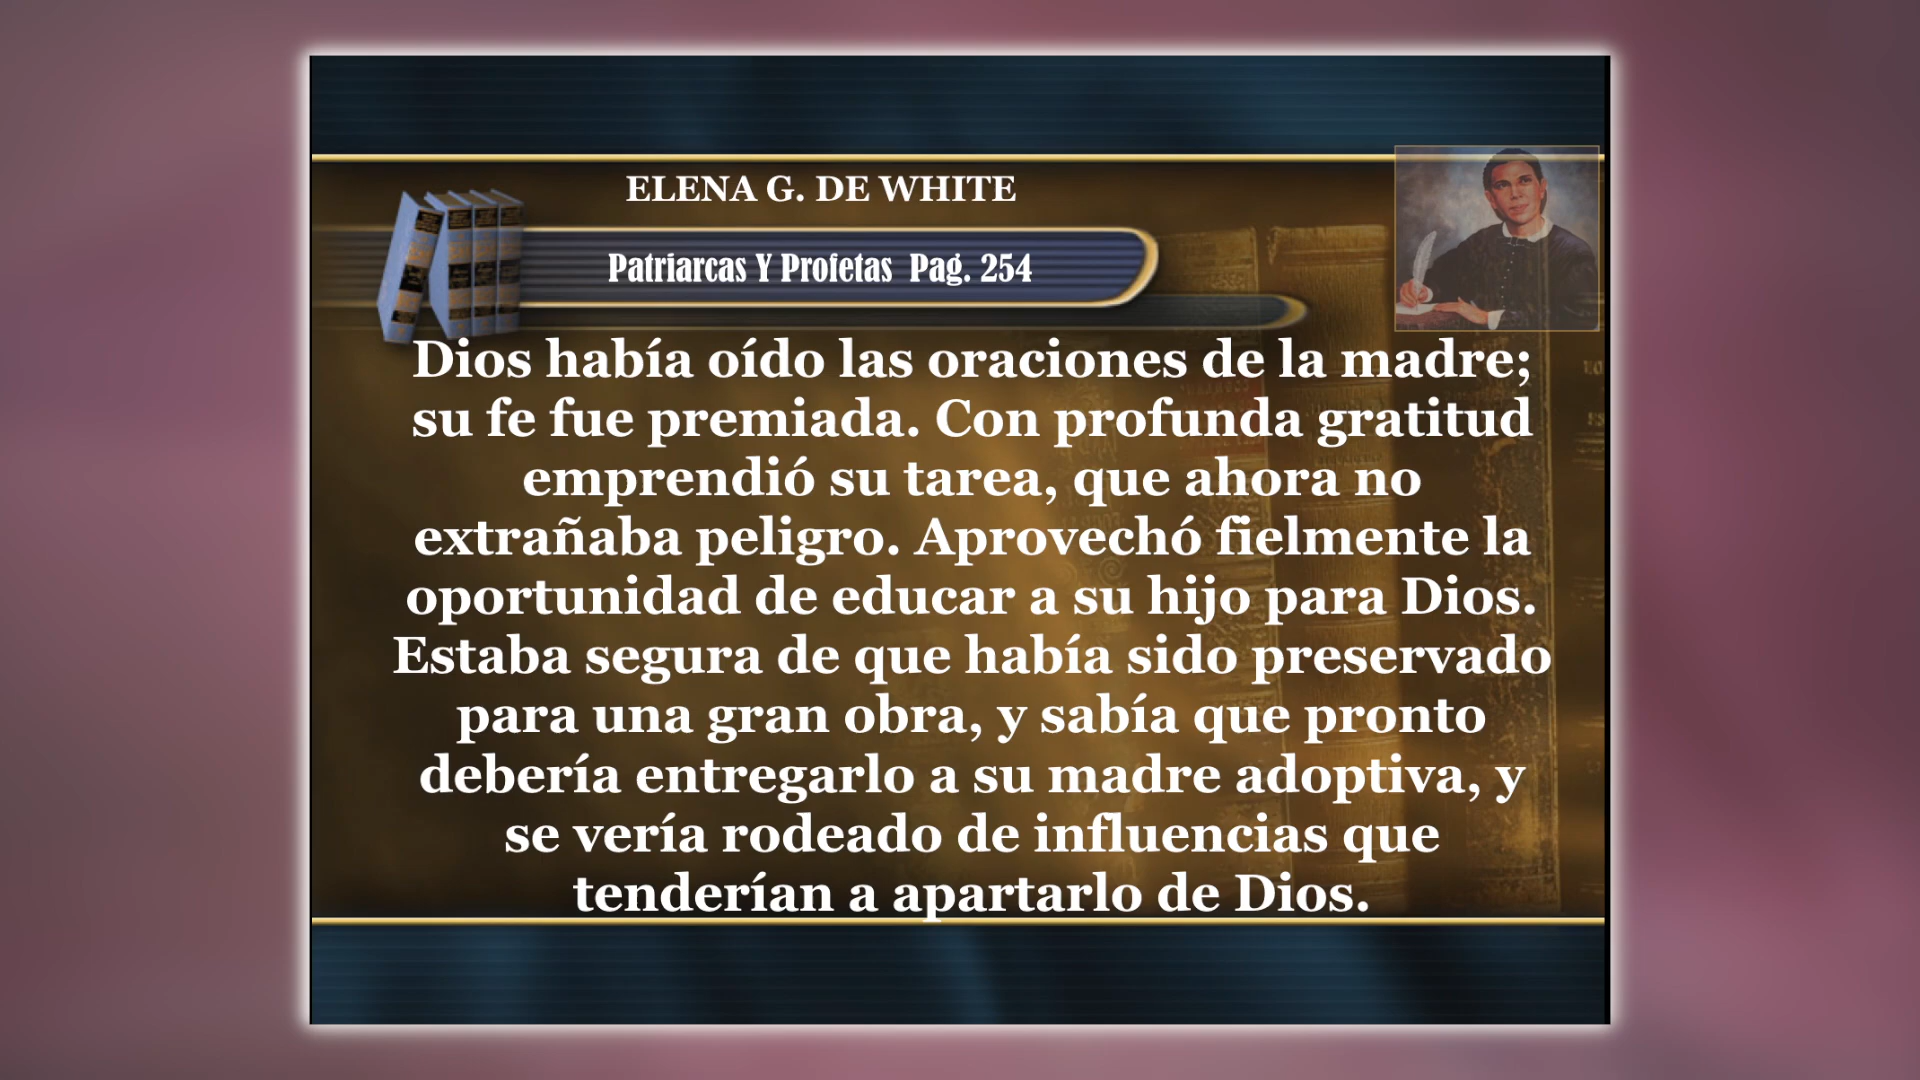 ELENA G. DE WHITE
Patriarcas Y Profetas Pag. 254
Dios había oído las oraciones de la madre;
su fe fue premiada. Con profunda gratitud
emprendió su tarea, que ahora no
extrañaba peligro. Aprovechó fielmente la
oportunidad de educar a su hijo para Dios.
Estaba segura de que había sido preservado
para una gran obra, y sabía que pronto
debería entregarlo a su madre adoptiva, y
se vería rodeado de influencias que
tenderían a apartarlo de Dios.